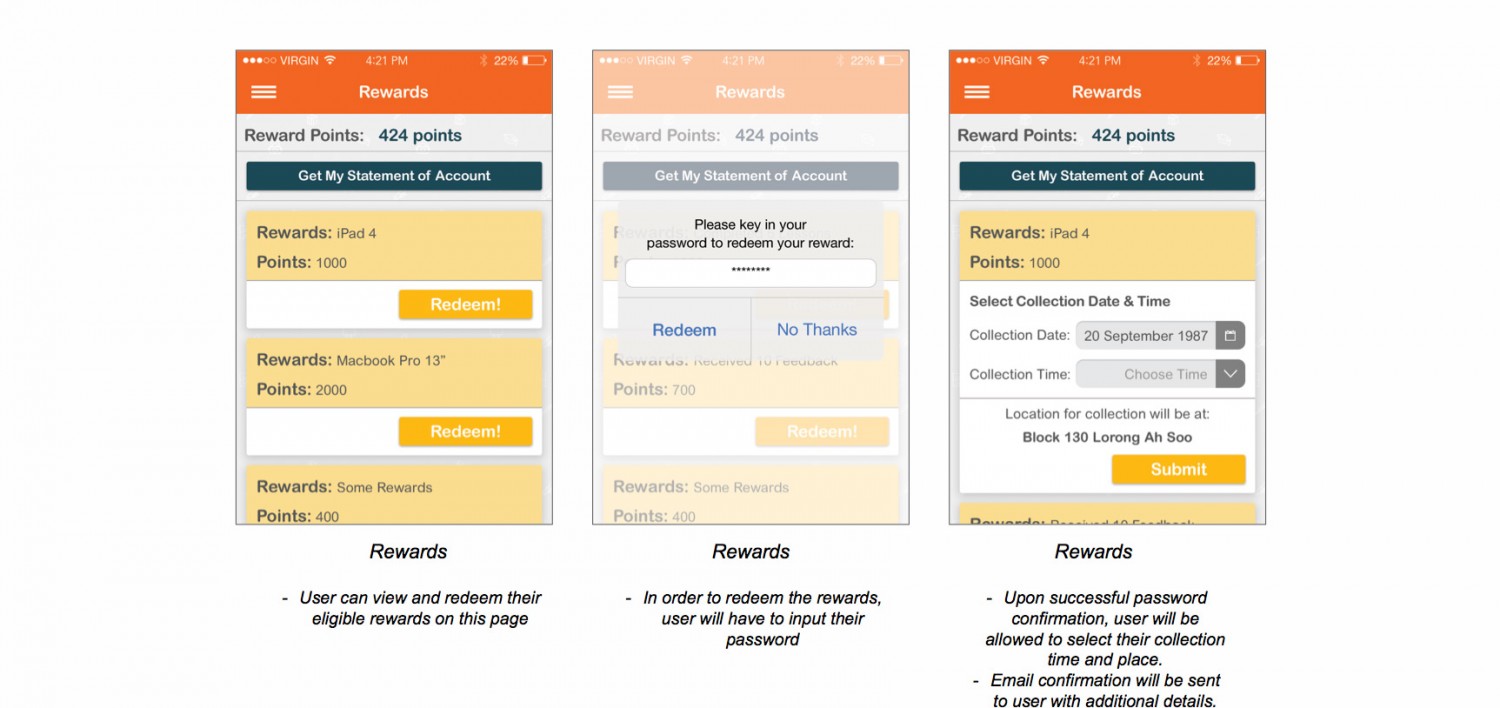 VIRGIN 4:21 PM 22%
Rewards
Reward Points: 424 points
Get My Statement of Account
Rewards: iPad 4
Points: 1000
Redeem!
Rewards: Macbook Pro 13”
Points: 2000
Redeem!
Rewards: Some Rewards
Points: 400
Rewards
- User can view and redeem their
eligible rewards on this page
VIRGIN 4:21 PM 22%
Rewards
Reward Points: 424 points
Get My Statement of Account
Please key in your
password to redeem your reward:
********
Redeem No Thanks
Rewards: Received 10 Feedback
Points: 700
Redeem!
Rewards: Some Rewards
Points: 400
Rewards
- In order to redeem the rewards,
user will have to input their
password
VIRGIN 4:21 PM 22%
Rewards
Reward Points: 424 points
Get My Statement of Account
Rewards: iPad 4
Points: 1000
Select Collection Date & Time
Collection Date: 20 September 1987
Collection Time: Choose Time
Location for collection will be at:
Block 130 Lorong Ah Soo
Submit
Rewards: Received 10 Feedback
Rewards
- Upon successful password
confirmation, user will be
allowed to select their collection
time and place.
- Email confirmation will be sent
to user with additional details.